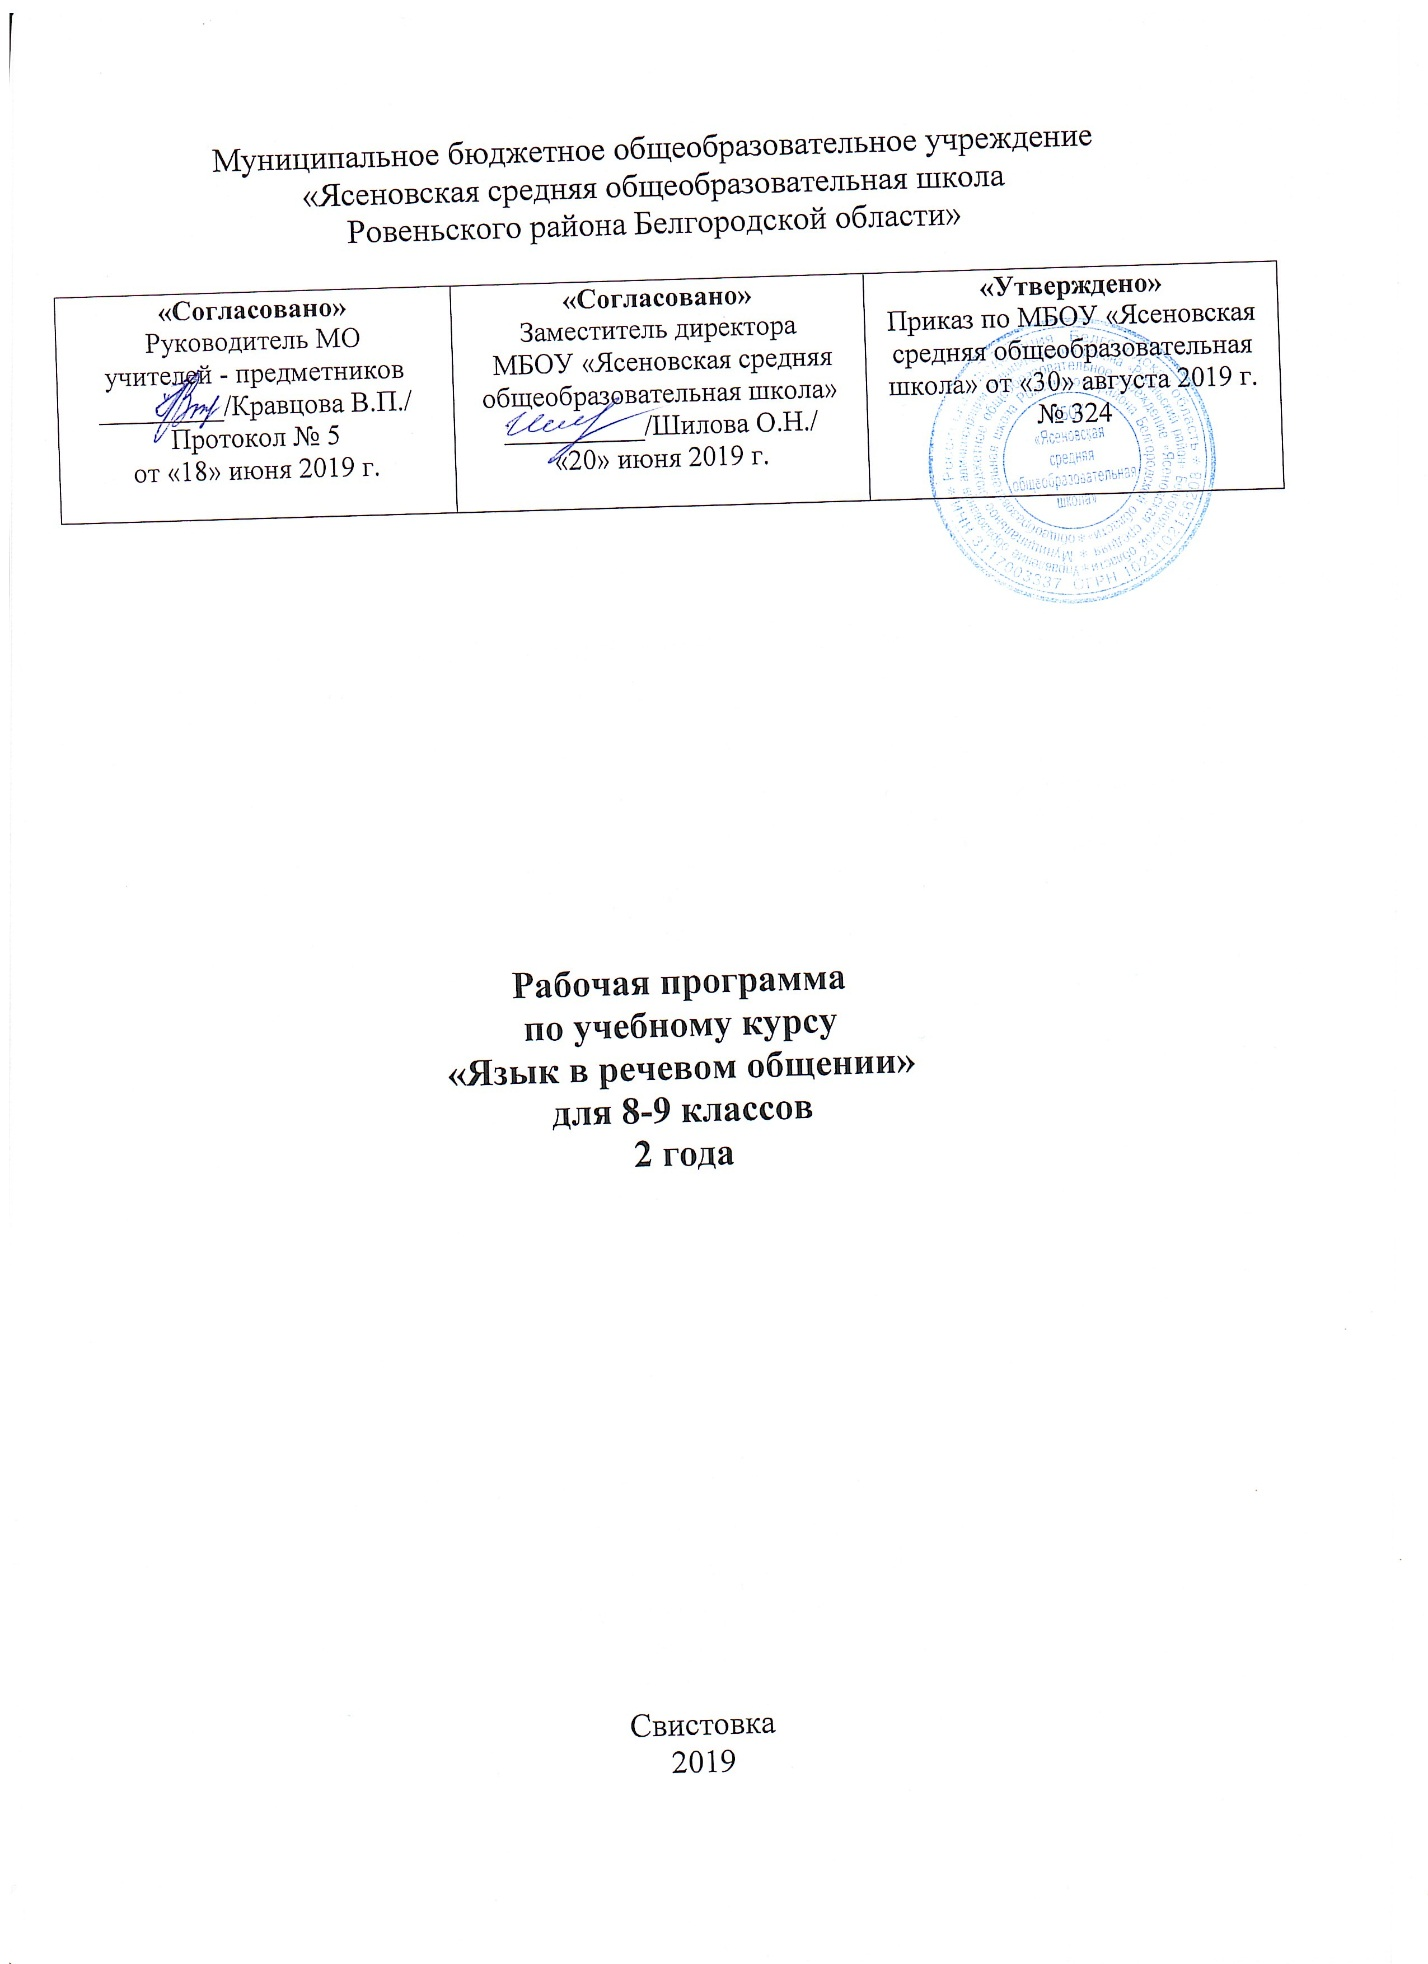 Муниципальное бюджетное общеобразовательное учреждение
«Ясеновская средняя общеобразовательная школа
Ровеньского района Белгородской области»
«Согласовано»
Руководитель МО
учителей - предметников
_________/Кравцова В.П./
Протокол № 5
от «18» июня 2019 г.
«Согласовано»
Заместитель директора
МБОУ «Ясеновская средняя
общеобразовательная школа»
__________/Шилова О.Н./
«20» июня 2019 г.
«Утверждено»
Приказ по МБОУ «Ясеновская
средняя общеобразовательная
школа» от «30» августа 2019 г.
№ 324
«Ясеновская
средняя
общеобразовательная
школа»
Рабочая программа
по учебному курсу
«Язык в речевом общении»
для 8-9 классов
2 года
Свистовка
2019